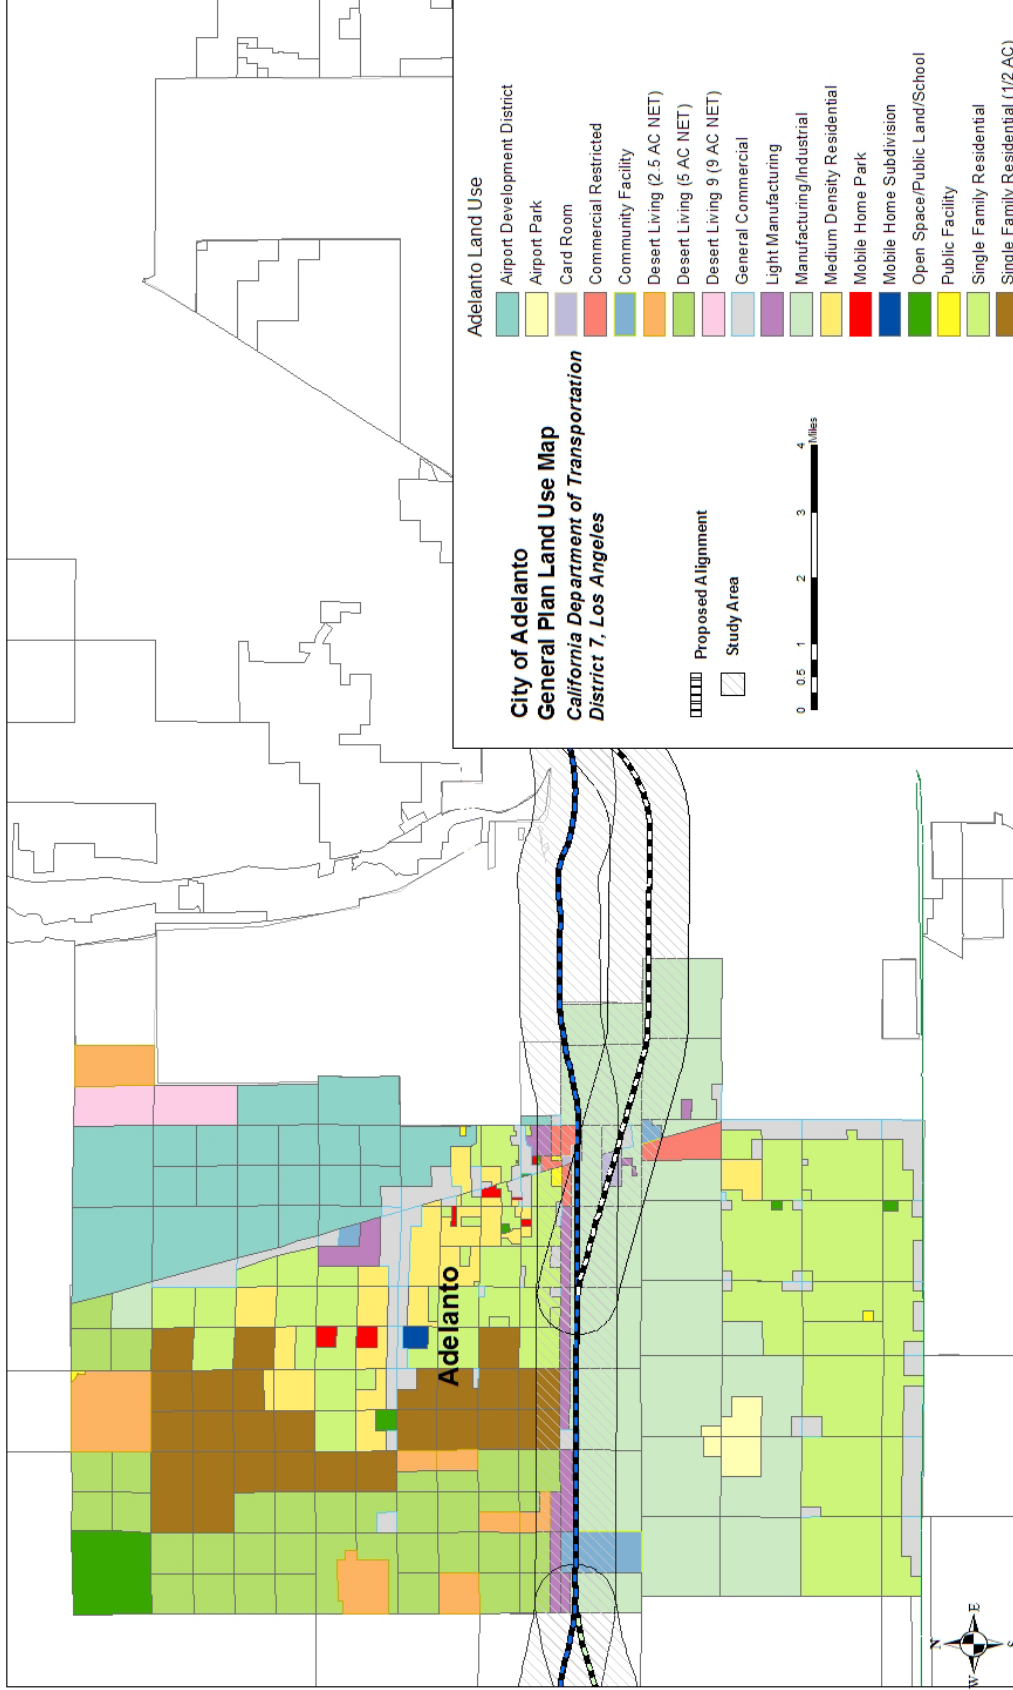 Adelanto
City of Adelanto
General Plan Land Use Map
California Department of Transportation
District 7, Los Angeles
Proposed Alignment
Study Area
0 0.5 1 2 3 4
Miles
Adelanto Land Use
Airport Development District
Airport Park
Card Room
Commercial Restricted
Community Facility
Desert Living (2.5 AC NET)
Desert Living (5 AC NET)
Desert Living 9 (9 AC NET)
General Commercial
Light Manufacturing
Manufacturing/Industrial
Medium Density Residential
Mobile Home Park
Mobile Home Subdivision
Open Space/Public Land/School
Public Facility
Single Family Residential
Single Family Residential (1/2 AC)
N
W E
S